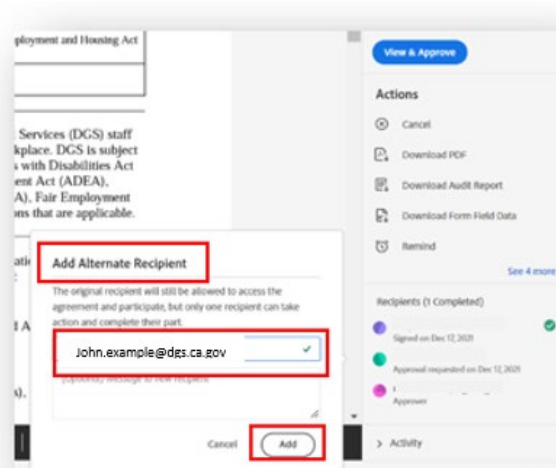 ployment and Housing Act
Services (DGS) staff
kplace. DGS is subject
s with Disabilities Act
ent Act (ADEA),
A), Fair Employment
ns that are applicable.
Add Alternate Recipient
The original recipient will still be allowed to access the
agreement and participate, but only one recipient can take
action and complete their part.
John.example@dgs.ca.gov
(Optional) Message to new recipient
Cancel
Add
View & Approve
Actions
Cancel
Download PDF
Download Audit Report
Download Form Field Data
Remind
See 4 more
Recipients (1 Completed)
Signed on Dec 17, 2021
Approval requested on Dec 17, 2021
Approver
Activity